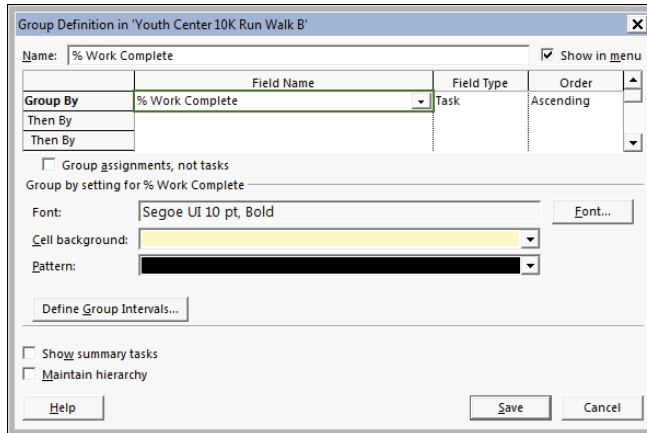 Group Definition in 'Youth Center 10K Run Walk B'
Name: % Work Complete Show in menu
Field Name Field Type Order
Group By % Work Complete Task Ascending
Then By
Then By
Group assignments, not tasks
Group by setting for % Work Complete
Font: Segoe UI 10 pt, Bold Font...
Cell background:
Pattern:
Define Group Intervals...
Show summary tasks
Maintain hierarchy
Help Save Cancel